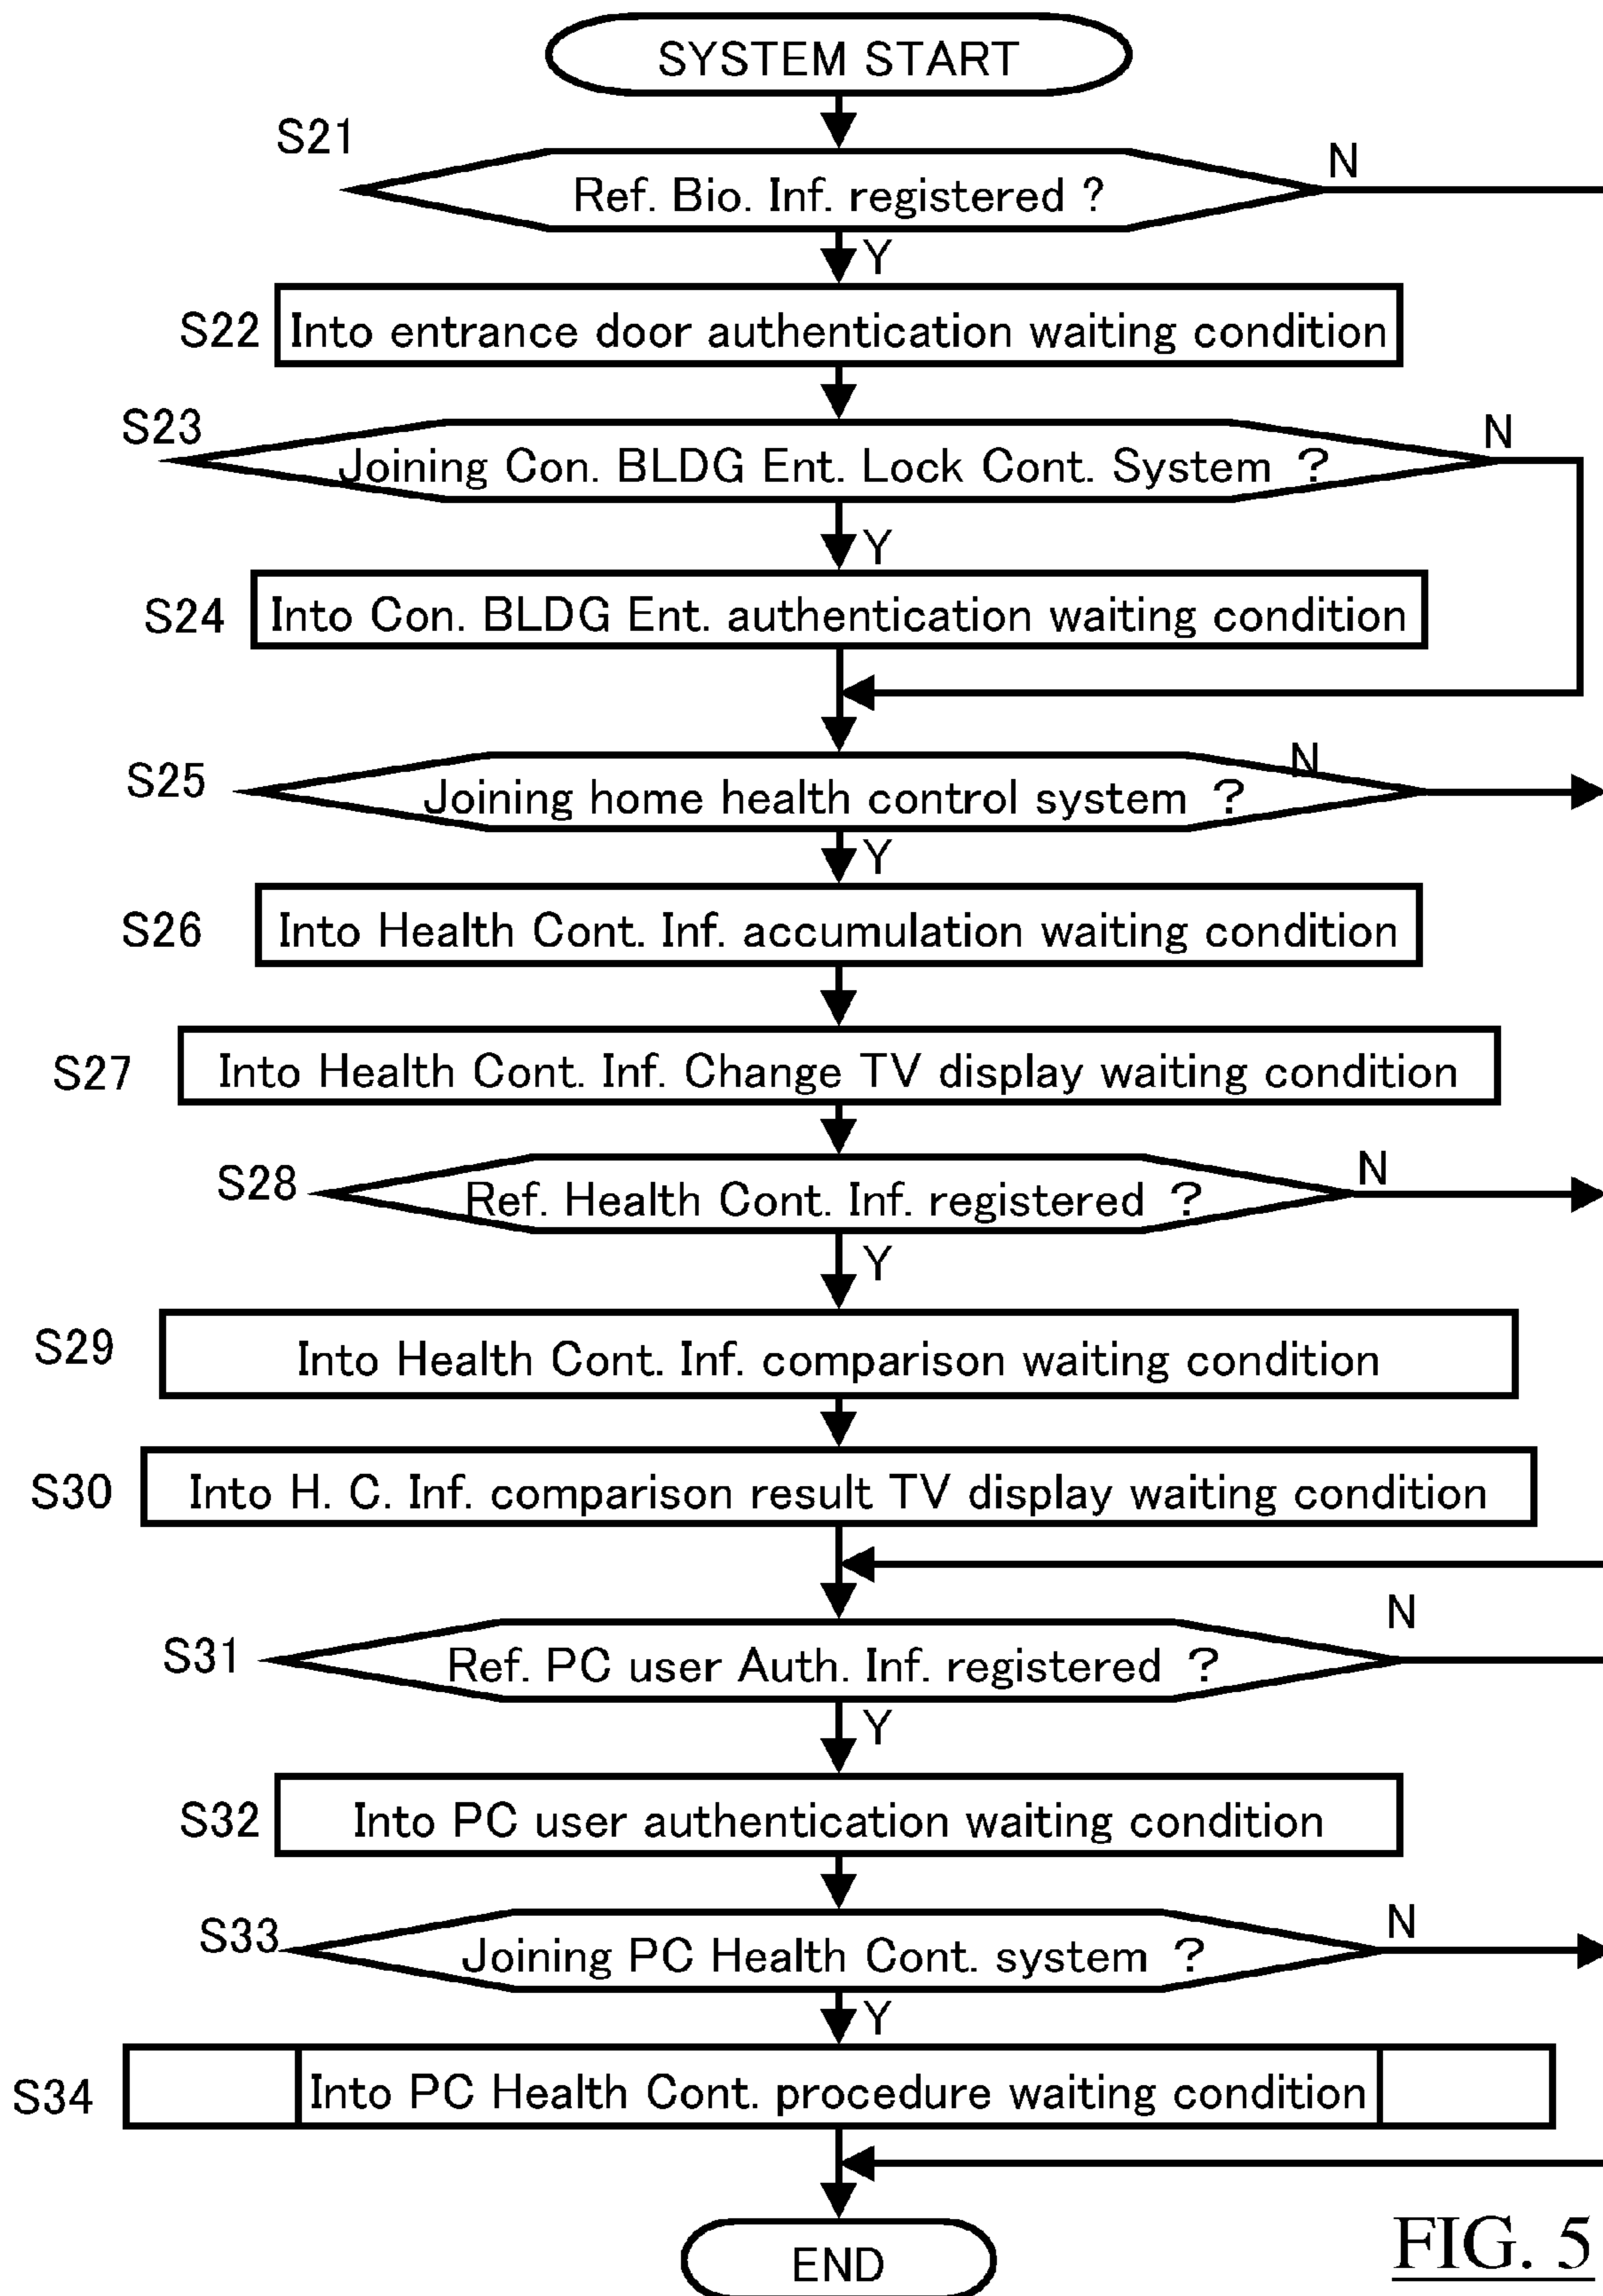 SYSTEM START
S21
Ref. Bio. Inf. registered ?
N
Y
S22
Into entrance door authentication waiting condition
S23
Joining Con. BLDG Ent. Lock Cont. System ?
N
Y
S24
Into Con. BLDG Ent. authentication waiting condition
S25
Joining home health control system ?
N
Y
S26
Into Health Cont. Inf. accumulation waiting condition
S27
Into Health Cont. Inf. Change TV display waiting condition
S28
Ref. Health Cont. Inf. registered ?
N
Y
S29
Into Health Cont. Inf. comparison waiting condition
S30
Into H. C. Inf. comparison result TV display waiting condition
S31
Ref. PC user Auth. Inf. registered ?
N
Y
S32
Into PC user authentication waiting condition
S33
Joining PC Health Cont. system ?
N
Y
S34
Into PC Health Cont. procedure waiting condition
END
FIG. 5